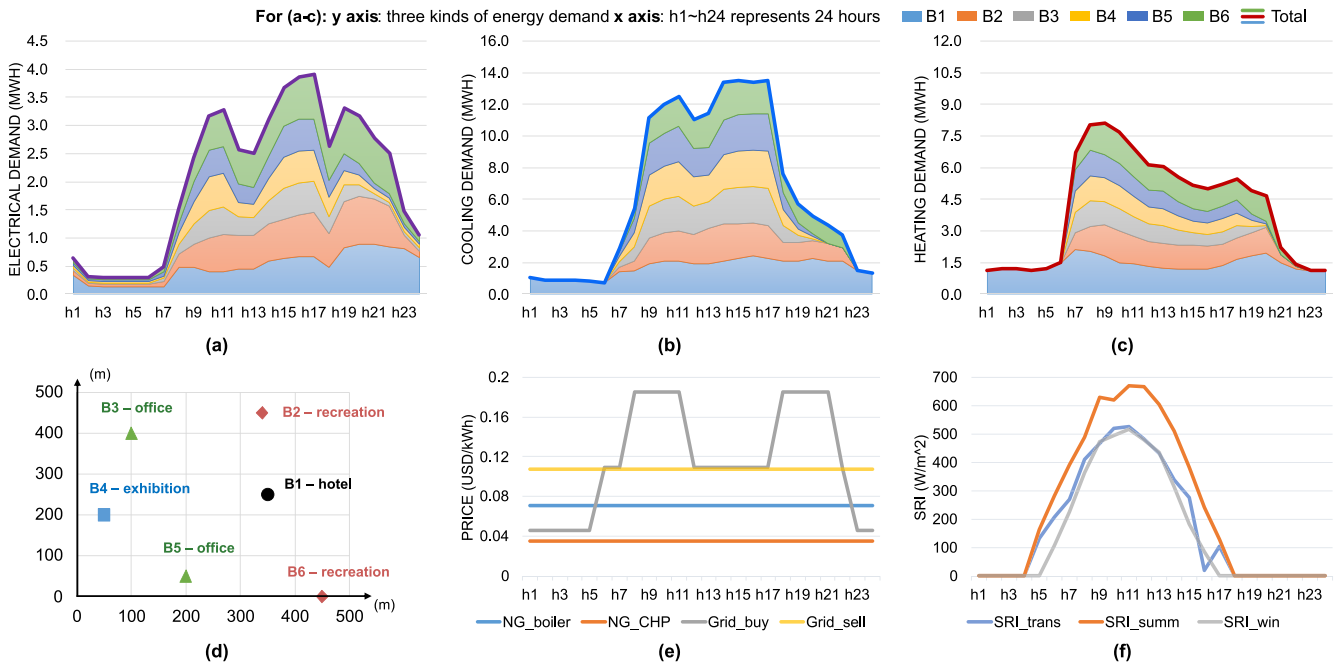 For (a-c): y axis: three kinds of energy demand x axis: h1~h24 represents 24 hours
B1 B2 B3 B4 B5 B6 Total
ELECTRICAL DEMAND (MWH)
4.5
4.0
3.5
3.0
2.5
2.0
1.5
1.0
0.5
0.0
h1 h3 h5 h7 h9 h11 h13 h15 h17 h19 h21 h23
(a)
COOLING DEMAND (MWH)
16.0
14.0
12.0
10.0
8.0
6.0
4.0
2.0
0.0
h1 h3 h5 h7 h9 h11 h13 h15 h17 h19 h21 h23
(b)
HEATING DEMAND (MWH)
12.0
10.5
9.0
7.5
6.0
4.5
3.0
1.5
0.0
h1 h3 h5 h7 h9 h11 h13 h15 h17 h19 h21 h23
(c)
(m)
500
400
300
200
100
0
B3 – office
B2 – recreation
B4 – exhibition
B1 – hotel
B5 – office
B6 – recreation
0 100 200 300 400 500
(m)
(d)
PRICE (USD/kWh)
0.2
0.16
0.12
0.08
0.04
0
h1 h3 h5 h7 h9 h11 h13 h15 h17 h19 h21 h23
NG_boiler NG_CHP Grid_buy Grid_sell
(e)
SRI (W/m^2)
700
600
500
400
300
200
100
0
h1 h3 h5 h7 h9 h11 h13 h15 h17 h19 h21 h23
SRI_trans SRI_summ SRI_win
(f)